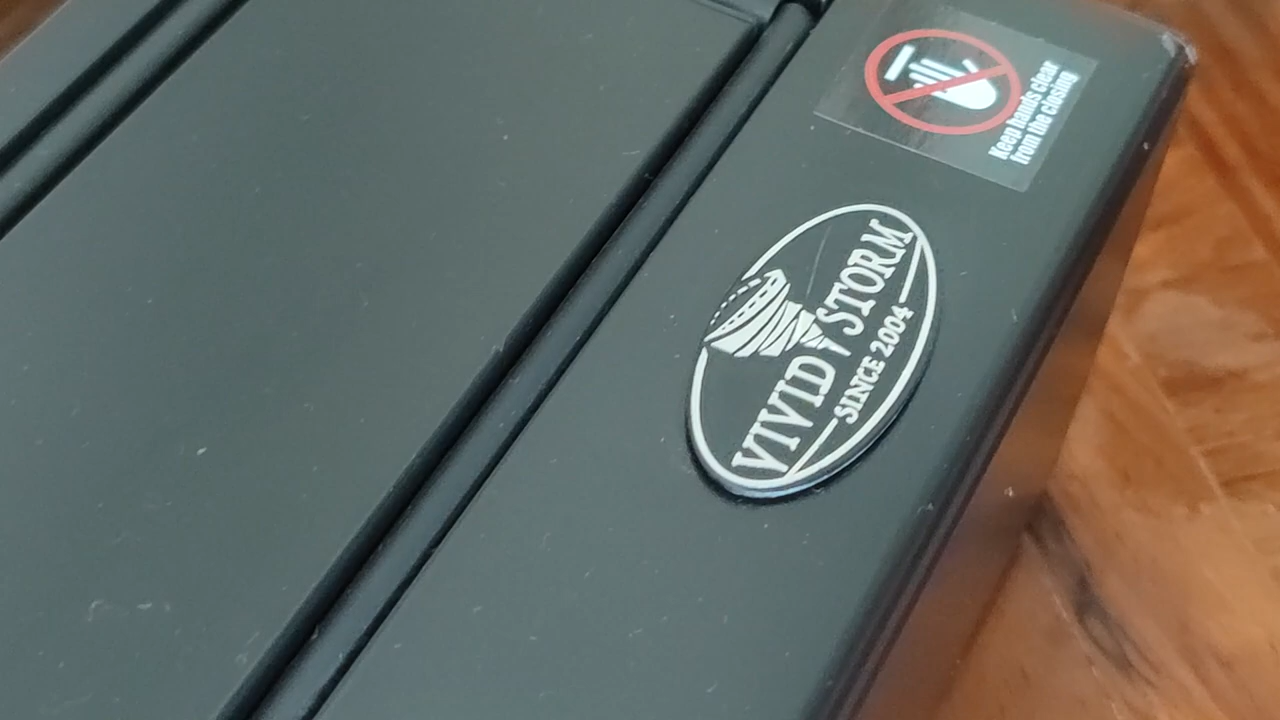 Keep hands clear
from the closing
VIVID STORM
SINCE 2004